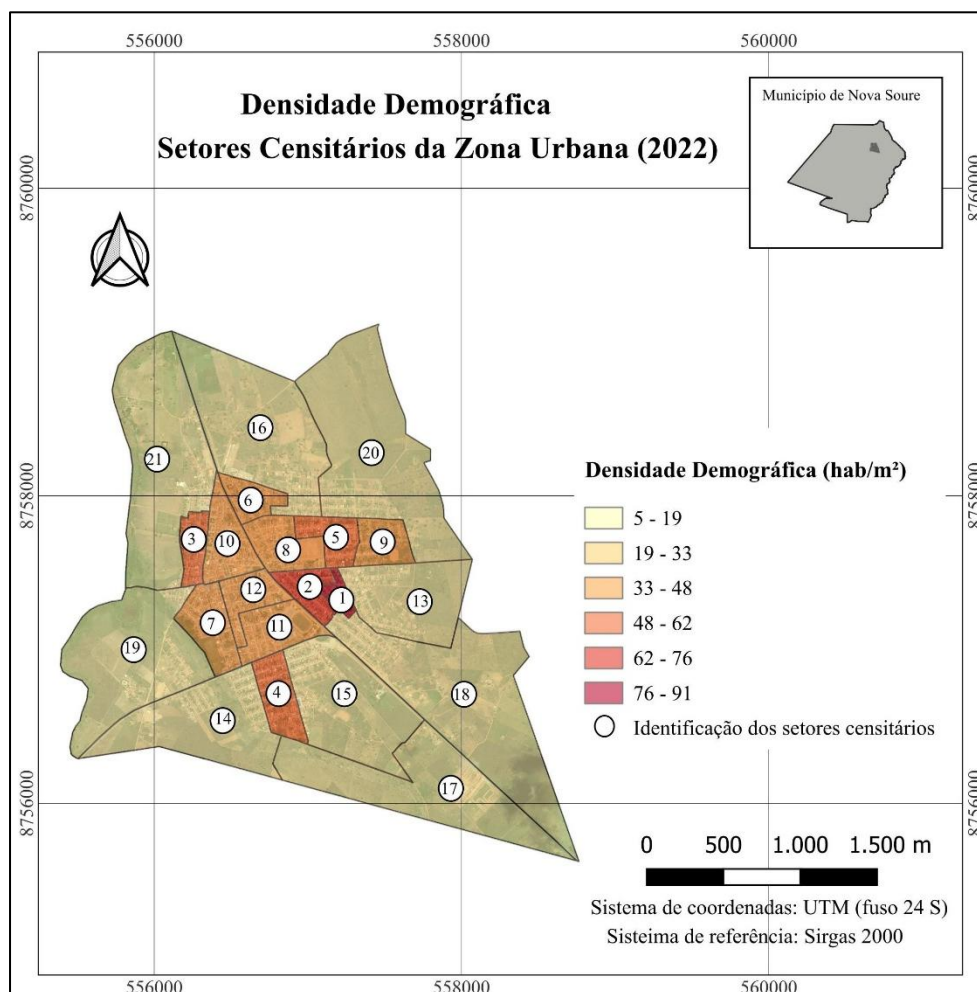 556000
558000
560000
Densidade Demográfica
Setores Censitários da Zona Urbana (2022)
Município de Nova Soure
8760000
8760000
16
20
21
8758000
8758000
6
3
10
5
9
8
Densidade Demográfica (hab/m²)
5 - 19
19 - 33
33 - 48
48 - 62
62 - 76
76 - 91
Identificação dos setores censitários
2
12
1
13
7
11
19
4
15
18
14
17
8756000
8756000
0 500 1.000 1.500 m
Sistema de coordenadas: UTM (fuso 24 S)
Sisteima de referência: Sirgas 2000
556000
558000
560000